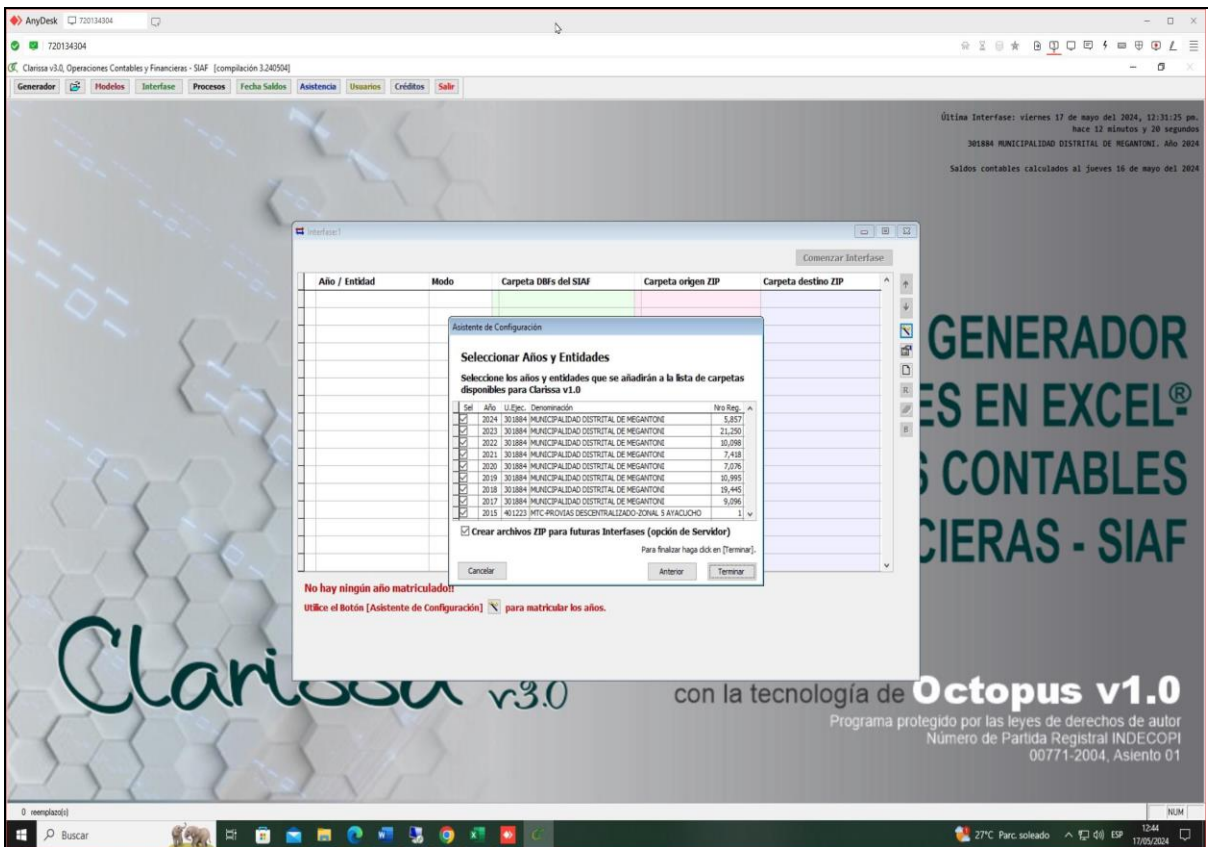 AnyDesk 720134304
720134304
Clarissa v3.0, Operaciones Contables y Financieras - SIAF [compilación 3.240504]
Generador Modelos Interfase Procesos Fecha Saldos Asistencia Usuarios Créditos Salir
Última Interfase: viernes 17 de mayo del 2024, 12:31:25 pm.
hace 12 minutos y 20 segundos
301884 MUNICIPALIDAD DISTRITAL DE MEGANTONI. Año 2024
Saldos contables calculados al jueves 16 de mayo del 2024
Interfase:1
Comenzar Interfase
Año / Entidad Modo Carpeta DBFs del SIAF Carpeta origen ZIP Carpeta destino ZIP
Asistente de Configuración
Seleccionar Años y Entidades
Seleccione los años y entidades que se añadirán a la lista de carpetas
disponibles para Clarissa v1.0
Sel Año U.Ejec. Denominación Nro Reg.
2024 301884 MUNICIPALIDAD DISTRITAL DE MEGANTONI 5,857
2023 301884 MUNICIPALIDAD DISTRITAL DE MEGANTONI 21,250
2022 301884 MUNICIPALIDAD DISTRITAL DE MEGANTONI 10,098
2021 301884 MUNICIPALIDAD DISTRITAL DE MEGANTONI 7,418
2020 301884 MUNICIPALIDAD DISTRITAL DE MEGANTONI 7,076
2019 301884 MUNICIPALIDAD DISTRITAL DE MEGANTONI 10,995
2018 301884 MUNICIPALIDAD DISTRITAL DE MEGANTONI 19,445
2017 301884 MUNICIPALIDAD DISTRITAL DE MEGANTONI 9,096
2015 401223 MTC-PROVIAS DESCENTRALIZADO-ZONAL 5 AYACUCHO 1
Crear archivos ZIP para futuras Interfases (opción de Servidor)
Para finalizar haga click en [Terminar].
Cancelar Anterior Terminar
No hay ningún año matriculado!!
Utilice el Botón [Asistente de Configuración] para matricular los años.
GENERADOR
ES EN EXCEL®
CONTABLES
CIERAS - SIAF
Clarissa v3.0
con la tecnología de Octopus v1.0
Programa protegido por las leyes de derechos de autor
Número de Partida Registral INDECOPI
00771-2004, Asiento 01
0 reemplazo(s) NUM
Buscar 27°C Parc. soleado ESP 12:44
17/05/2024